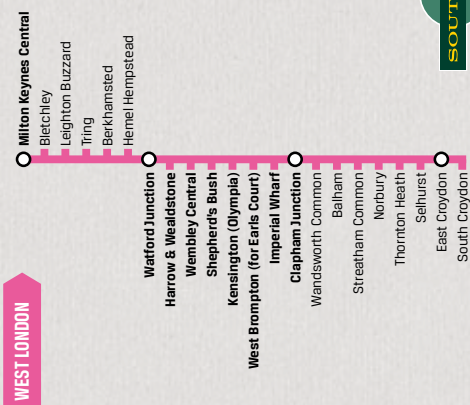 WEST LONDON
Milton Keynes Central
Bletchley
Leighton Buzzard
Tring
Berkhamsted
Hemel Hempstead
Watford Junction
Harrow & Wealdstone
Wembley Central
Shepherd's Bush
Kensington (Olympia)
West Brompton (for Earls Court)
Imperial Wharf
Clapham Junction
Wandsworth Common
Balham
Streatham Common
Norbury
Thornton Heath
Selhurst
East Croydon
South Croydon
SOUT